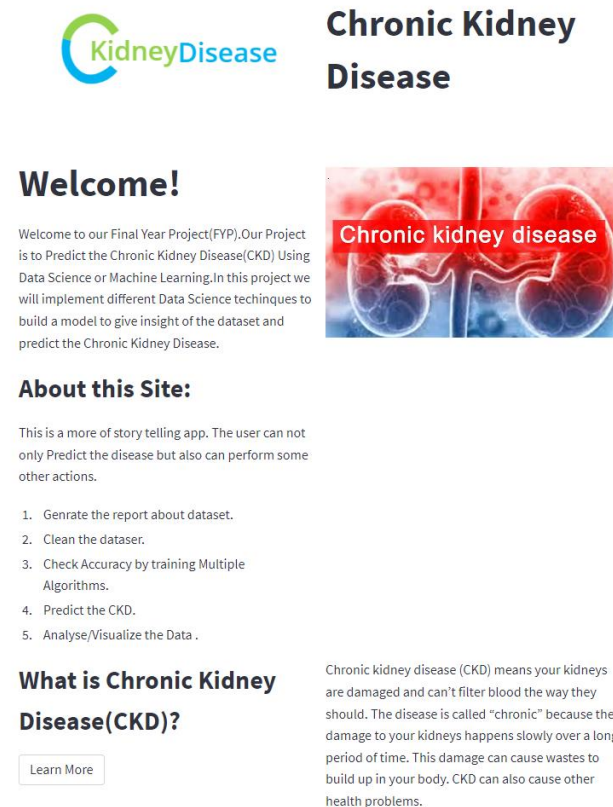 KidneyDisease
Chronic Kidney
Disease
Welcome!
Welcome to our Final Year Project(FYP).Our Project
is to Predict the Chronic Kidney Disease(CKD) Using
Data Science or Machine Learning.In this project we
will implement different Data Science techinques to
build a model to give insight of the dataset and
predict the Chronic Kidney Disease.
Chronic kidney disease
About this Site:
This is a more of story telling app. The user can not
only Predict the disease but also can perform some
other actions.
1. Genrate the report about dataset.
2. Clean the dataser.
3. Check Accuracy by training Multiple
Algorithms.
4. Predict the CKD.
5. Analyse/Visualize the Data .
What is Chronic Kidney
Disease(CKD)?
Learn More
Chronic kidney disease (CKD) means your kidneys
are damaged and can’t filter blood the way they
should. The disease is called “chronic” because the
damage to your kidneys happens slowly over a long
period of time. This damage can cause wastes to
build up in your body. CKD can also cause other
health problems.